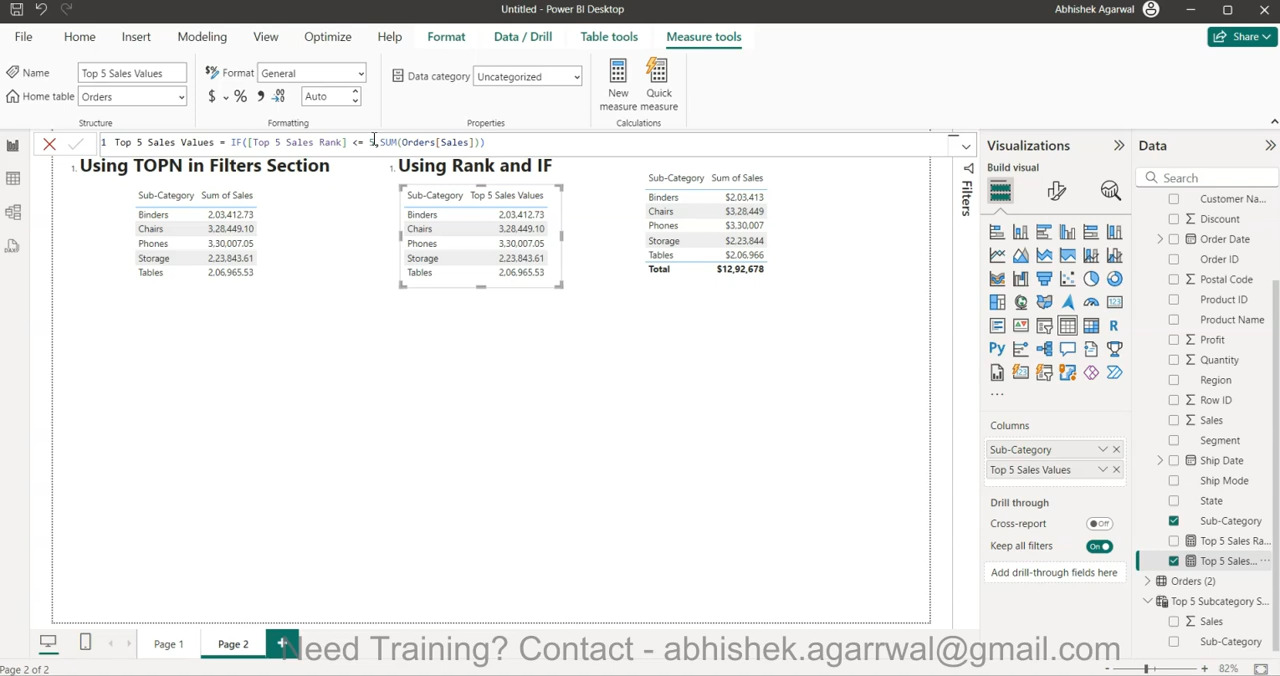 Untitled - Power BI Desktop
Abhishek Agarwal
File Home Insert Modeling View Optimize Help Format Data / Drill Table tools Measure tools
Share
Name Top 5 Sales Values
Format General
Data category Uncategorized
Home table Orders
$ % , Auto
New measure
Quick measure
Structure Formatting Properties Calculations
1 Top 5 Sales Values = IF([Top 5 Sales Rank] <= 5,SUM(Orders[Sales]))
1. Using TOPN in Filters Section
Sub-Category Sum of Sales
Binders 2,03,412.73
Chairs 3,28,449.10
Phones 3,30,007.05
Storage 2,23,843.61
Tables 2,06,965.53
1. Using Rank and IF
Sub-Category Top 5 Sales Values
Binders 2,03,412.73
Chairs 3,28,449.10
Phones 3,30,007.05
Storage 2,23,843.61
Tables 2,06,965.53
Sub-Category Sum of Sales
Binders $2,03,413
Chairs $3,28,449
Phones $3,30,007
Storage $2,23,844
Tables $2,06,966
Total $12,92,678
Filters
Visualizations
Build visual
123
R
Py
...
Columns
Sub-Category
Top 5 Sales Values
Drill through
Cross-report Off
Keep all filters On
Add drill-through fields here
Data
Search
Customer Na...
Discount
Order Date
Order ID
Postal Code
Product ID
Product Name
Profit
Quantity
Region
Row ID
Sales
Segment
Ship Date
Ship Mode
State
Sub-Category
Top 5 Sales Ra...
Top 5 Sales... ...
Orders (2)
Top 5 Subcategory S...
Sales
Sub-Category
Page 1 Page 2 +
Need Training? Contact - abhishek.agarrwal@gmail.com
Page 2 of 2
- + 82%